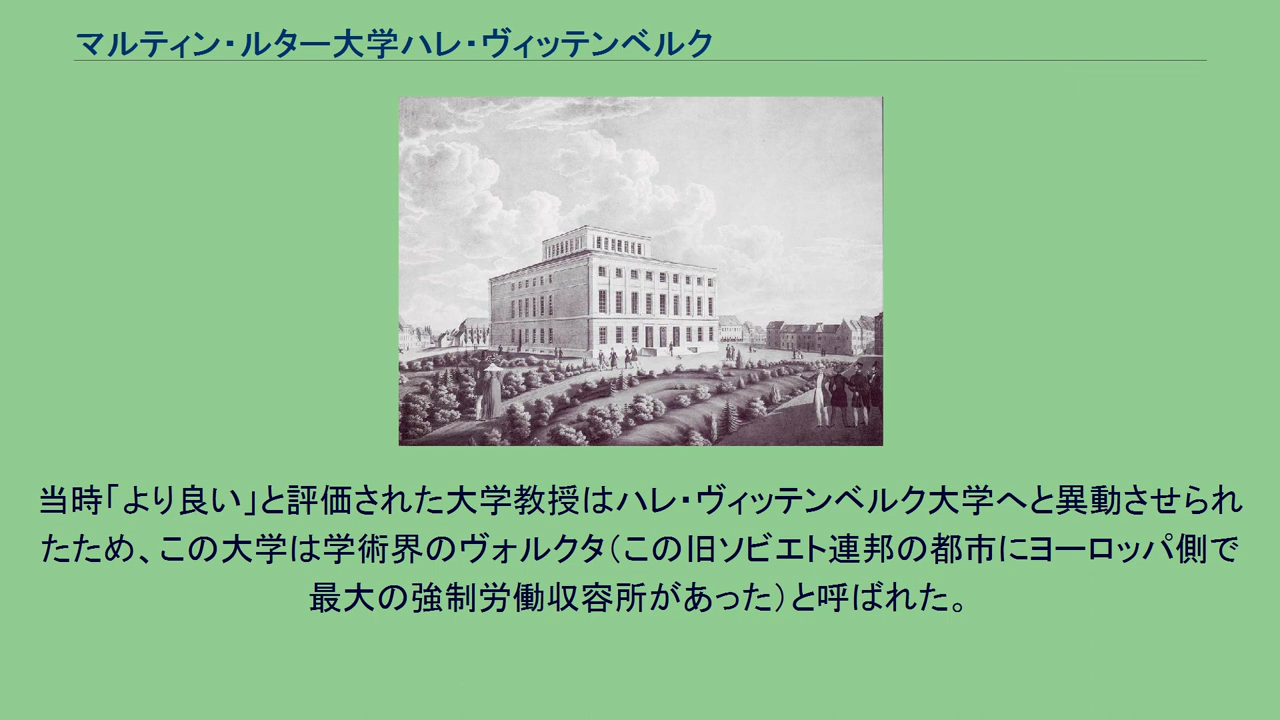 マルティン・ルター大学ハレ・ヴィッテンベルク
当時「より良い」と評価された大学教授はハレ・ヴィッテンベルク大学へと異動させられ
たため、この大学は学術界のヴォルクタ（この旧ソビエト連邦の都市にヨーロッパ側で
最大の強制労働収容所があった）と呼ばれた。